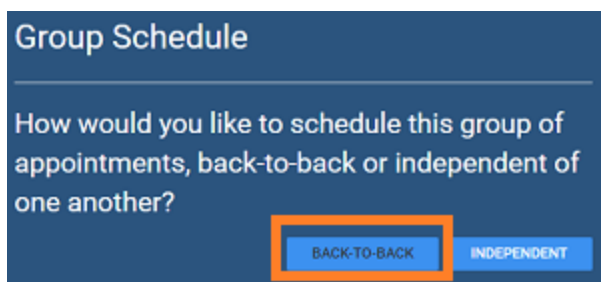 Group Schedule
How would you like to schedule this group of
appointments, back-to-back or independent of
one another?
BACK-TO-BACK INDEPENDENT